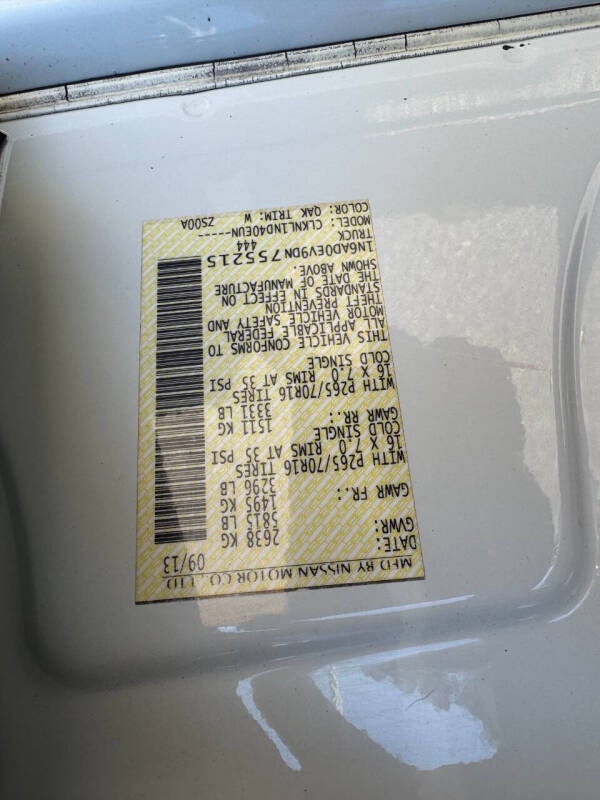 MFD BY NISSAN MOTOR CO., LTD
DATE: 09/13
GVWR: 2638 KG
5815 LB
GAWR FR.: 1495 KG
3296 LB
WITH P265/70R16 TIRES
16 X 7.0 RIMS AT 35 PSI
COLD SINGLE
GAWR RR.: 1511 KG
3331 LB
WITH P265/70R16 TIRES
16 X 7.0 RIMS AT 35 PSI
COLD SINGLE
THIS VEHICLE CONFORMS TO
ALL APPLICABLE FEDERAL
MOTOR VEHICLE SAFETY AND
THEFT PREVENTION
STANDARDS IN EFFECT ON
THE DATE OF MANUFACTURE
SHOWN ABOVE.
1N6AD0EV9DN 755215
TRUCK 444
MODEL: CLKNL1ND40EUN-----
COLOR: QAK TRIM: W ZS00A